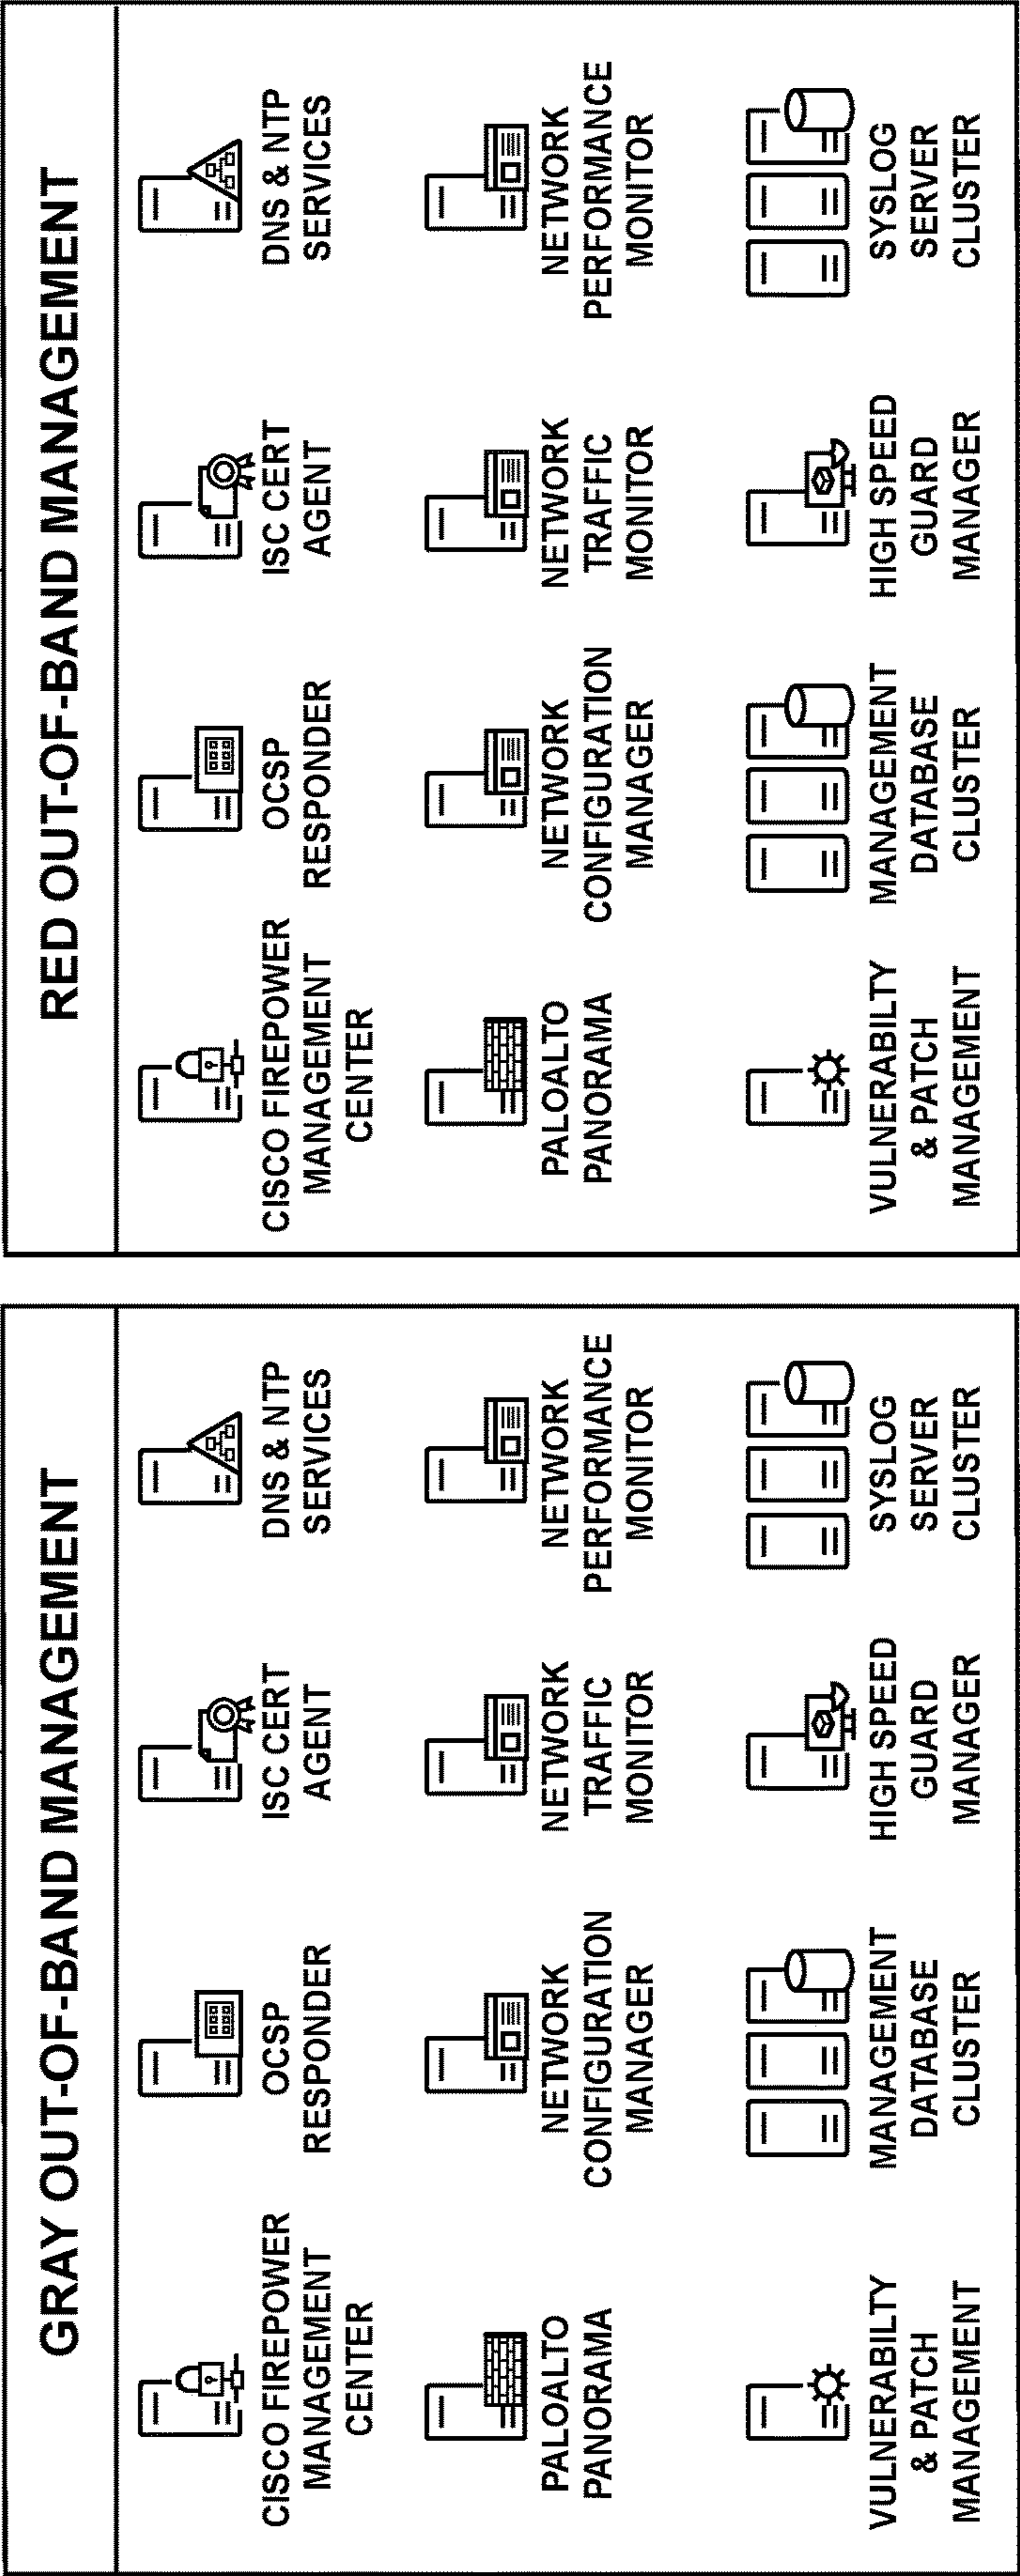 GRAY OUT-OF-BAND MANAGEMENT
CISCO FIREPOWER
MANAGEMENT
CENTER
OCSP
RESPONDER
ISC CERT
AGENT
DNS & NTP
SERVICES
PALOALTO
PANORAMA
NETWORK
CONFIGURATION
MANAGER
NETWORK
TRAFFIC
MONITOR
NETWORK
PERFORMANCE
MONITOR
VULNERABILTY
& PATCH
MANAGEMENT
MANAGEMENT
DATABASE
CLUSTER
HIGH SPEED
GUARD
MANAGER
SYSLOG
SERVER
CLUSTER
RED OUT-OF-BAND MANAGEMENT
CISCO FIREPOWER
MANAGEMENT
CENTER
OCSP
RESPONDER
ISC CERT
AGENT
DNS & NTP
SERVICES
PALOALTO
PANORAMA
NETWORK
CONFIGURATION
MANAGER
NETWORK
TRAFFIC
MONITOR
NETWORK
PERFORMANCE
MONITOR
VULNERABILTY
& PATCH
MANAGEMENT
MANAGEMENT
DATABASE
CLUSTER
HIGH SPEED
GUARD
MANAGER
SYSLOG
SERVER
CLUSTER